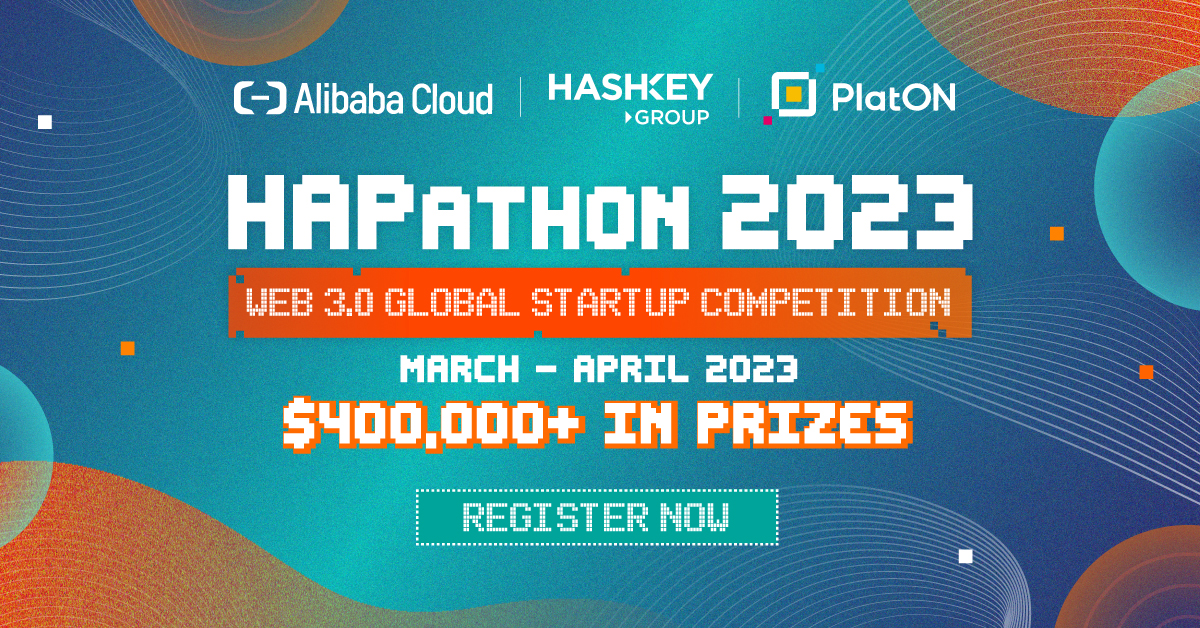 Alibaba Cloud
HASHKEY
GROUP
PlatON
HAPATHON 2023
WEB 3.0 GLOBAL STARTUP COMPETITION
MARCH – APRIL 2023
$400,000+ IN PRIZES
REGISTER NOW